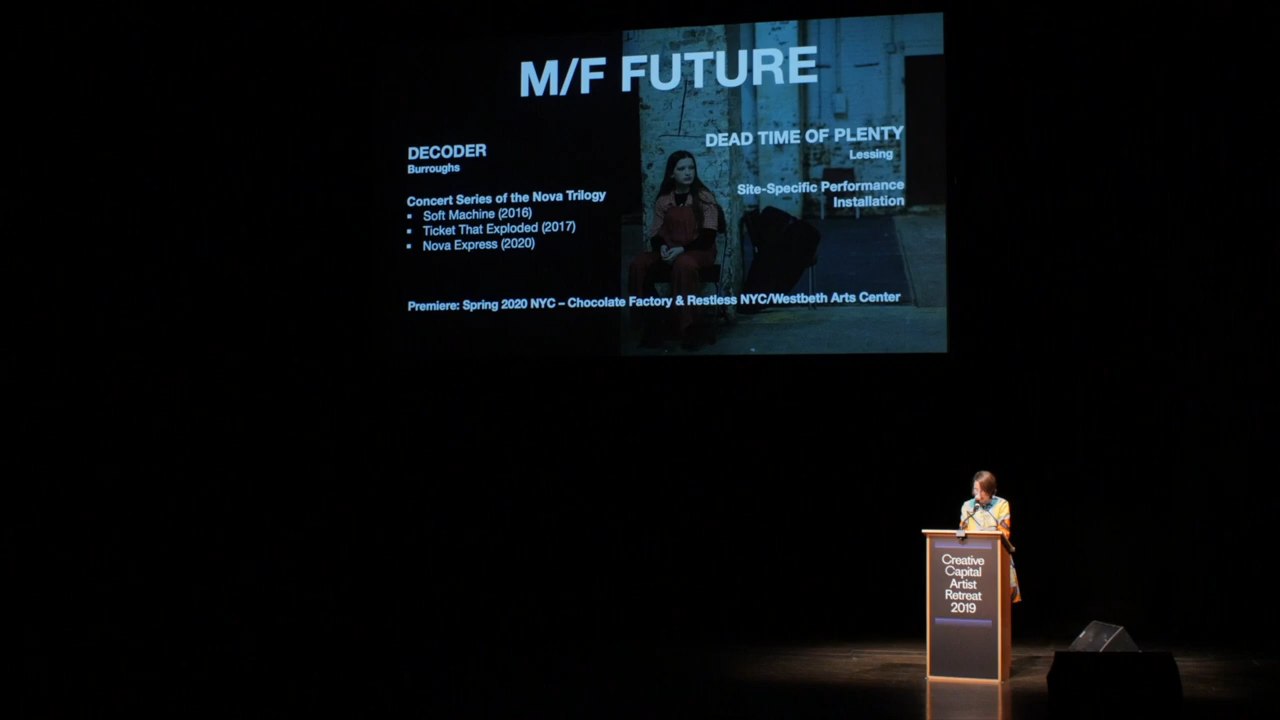 M/F FUTURE
DECODER
Burroughs
Concert Series of the Nova Trilogy
▪ Soft Machine (2016)
▪ Ticket That Exploded (2017)
▪ Nova Express (2020)
DEAD TIME OF PLENTY
Lessing
Site-Specific Performance
Installation
Premiere: Spring 2020 NYC – Chocolate Factory & Restless NYC/Westbeth Arts Center
Creative
Capital
Artist
Retreat
2019